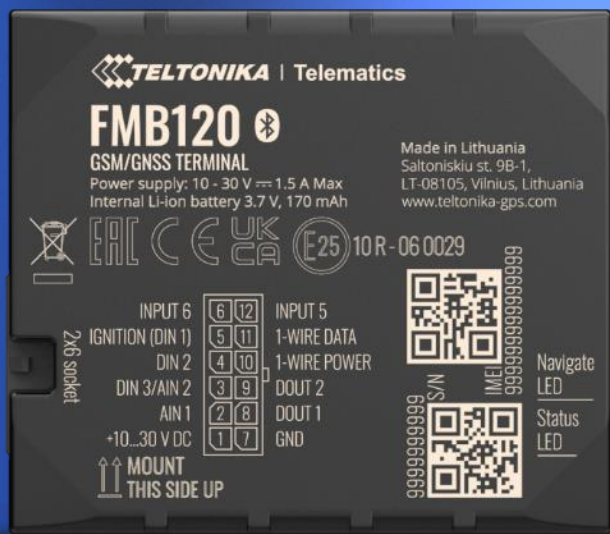 TELTONIKA | Telematics
FMB120
GSM/GNSS TERMINAL
Power supply: 10 - 30 V ⎓ 1.5 A Max
Internal Li-ion battery 3.7 V, 170 mAh
Made in Lithuania
Saltoniskiu st. 9B-1,
LT-08105, Vilnius, Lithuania
www.teltonika-gps.com
EAC CE UK CA E25 10 R - 06 0029
INPUT 6 6 12 INPUT 5
IGNITION (DIN 1) 5 11 1-WIRE DATA
DIN 2 4 10 1-WIRE POWER
DIN 3/AIN 2 3 9 DOUT 2
AIN 1 2 8 DOUT 1
+10...30 V DC 1 7 GND
2x6 socket
MOUNT
THIS SIDE UP
S/N
IMEI
Navigate
LED
Status
LED